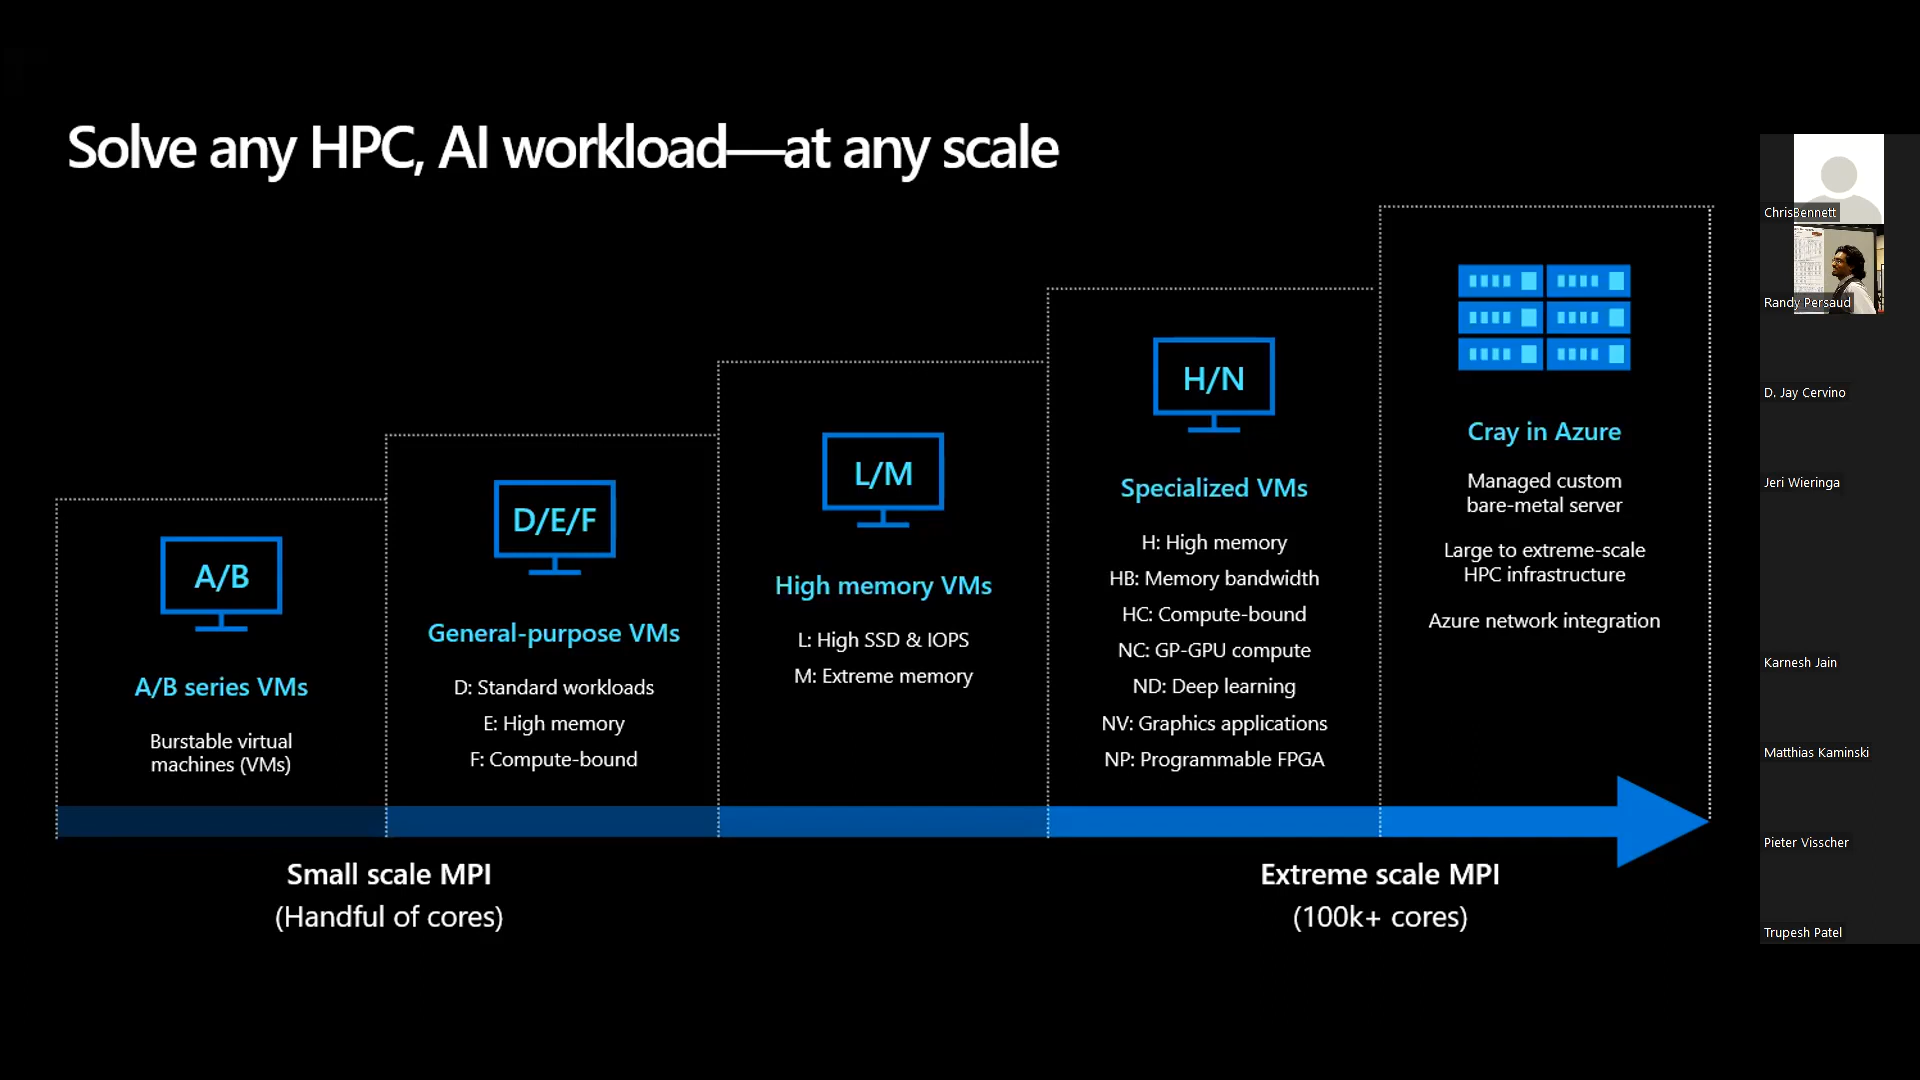 Solve any HPC, AI workload—at any scale
A/B
A/B series VMs
Burstable virtual
machines (VMs)
D/E/F
General-purpose VMs
D: Standard workloads
E: High memory
F: Compute-bound
L/M
High memory VMs
L: High SSD & IOPS
M: Extreme memory
H/N
Specialized VMs
H: High memory
HB: Memory bandwidth
HC: Compute-bound
NC: GP-GPU compute
ND: Deep learning
NV: Graphics applications
NP: Programmable FPGA
Cray in Azure
Managed custom
bare-metal server
Large to extreme-scale
HPC infrastructure
Azure network integration
Small scale MPI
(Handful of cores)
Extreme scale MPI
(100k+ cores)
ChrisBennett
Randy Persaud
D. Jay Cervino
Jeri Wieringa
Karnesh Jain
Matthias Kaminski
Pieter Visscher
Trupesh Patel